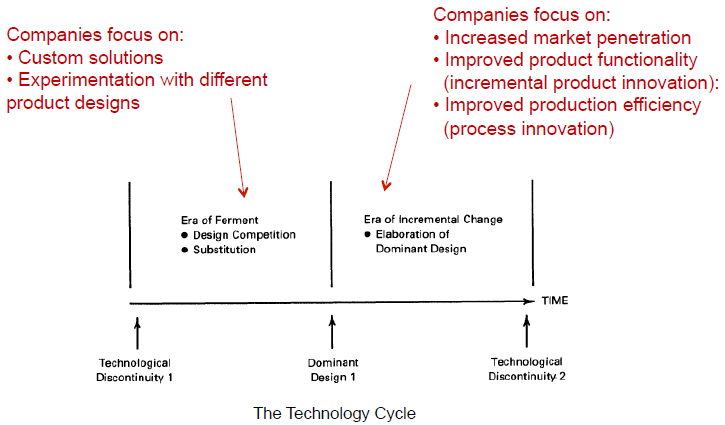 Companies focus on:
• Custom solutions
• Experimentation with different
product designs
Companies focus on:
• Increased market penetration
• Improved product functionality
(incremental product innovation):
• Improved production efficiency
(process innovation)
Era of Ferment
● Design Competition
● Substitution
Era of Incremental Change
● Elaboration of
Dominant Design
TIME
Technological
Discontinuity 1
Dominant
Design 1
Technological
Discontinuity 2
The Technology Cycle